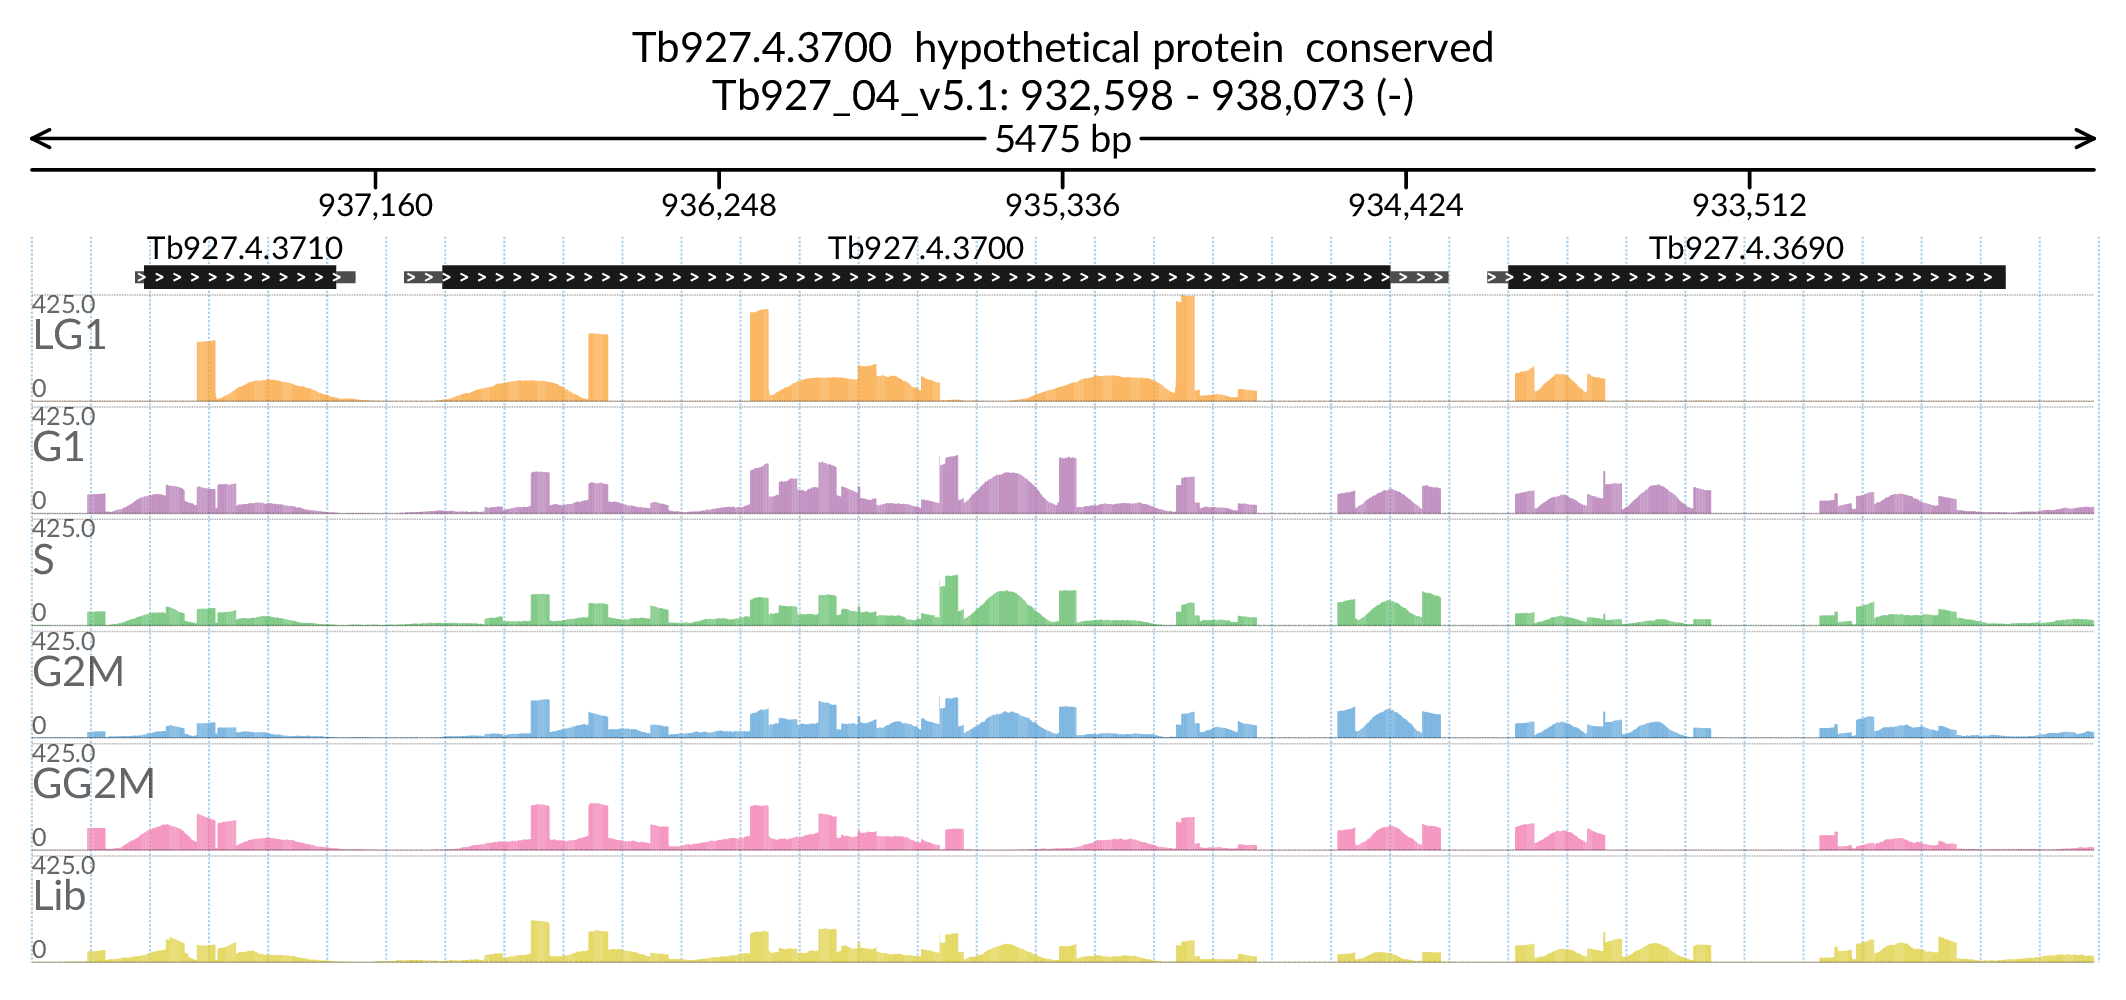 Tb927.4.3700  hypothetical protein  conserved
Tb927_04_v5.1: 932,598 - 938,073 (-)
5475 bp
937,160 936,248 935,336 934,424 933,512
Tb927.4.3710 Tb927.4.3700 Tb927.4.3690
425.0
LG1
0
425.0
G1
0
425.0
S
0
425.0
G2M
0
425.0
GG2M
0
425.0
Lib
0